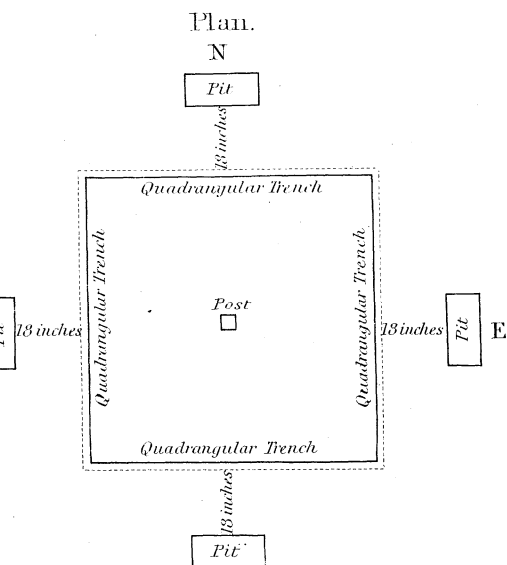 Plan.
N
Pit
18 inches
Quadrangular Trench
Quadrangular Trench
Quadrangular Trench
Post
18 inches
18 inches
Pit
E
Quadrangular Trench
18 inches
Pit